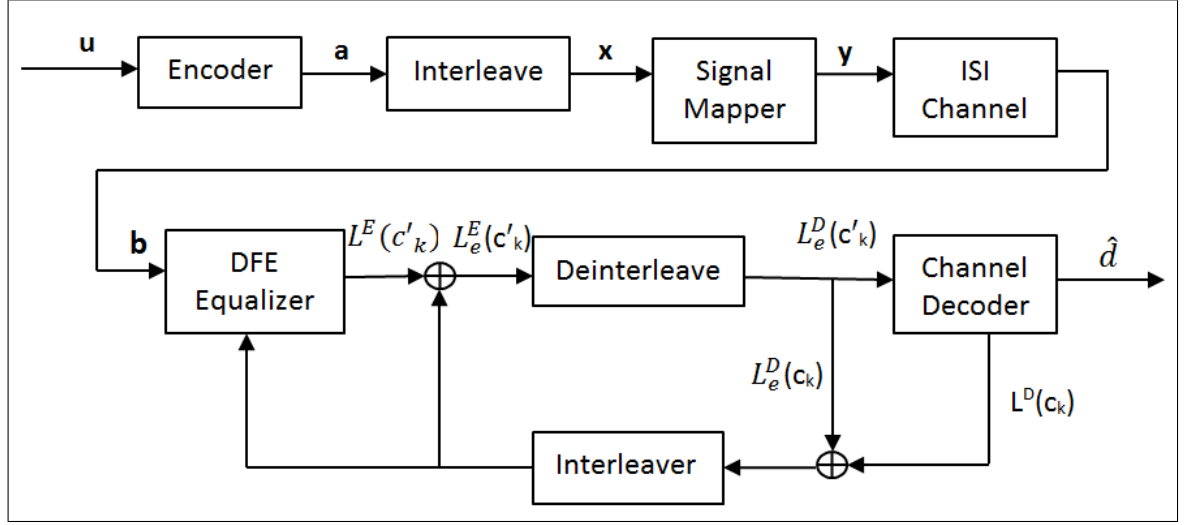 u
Encoder
a
Interleave
x
Signal
Mapper
y
ISI
Channel
b
DFE
Equalizer
L^E(c'_k)
L_e^E(c'_k)
Deinterleave
L_e^D(c'_k)
Channel
Decoder
d̂
L_e^D(c_k)
L^D(c_k)
Interleaver